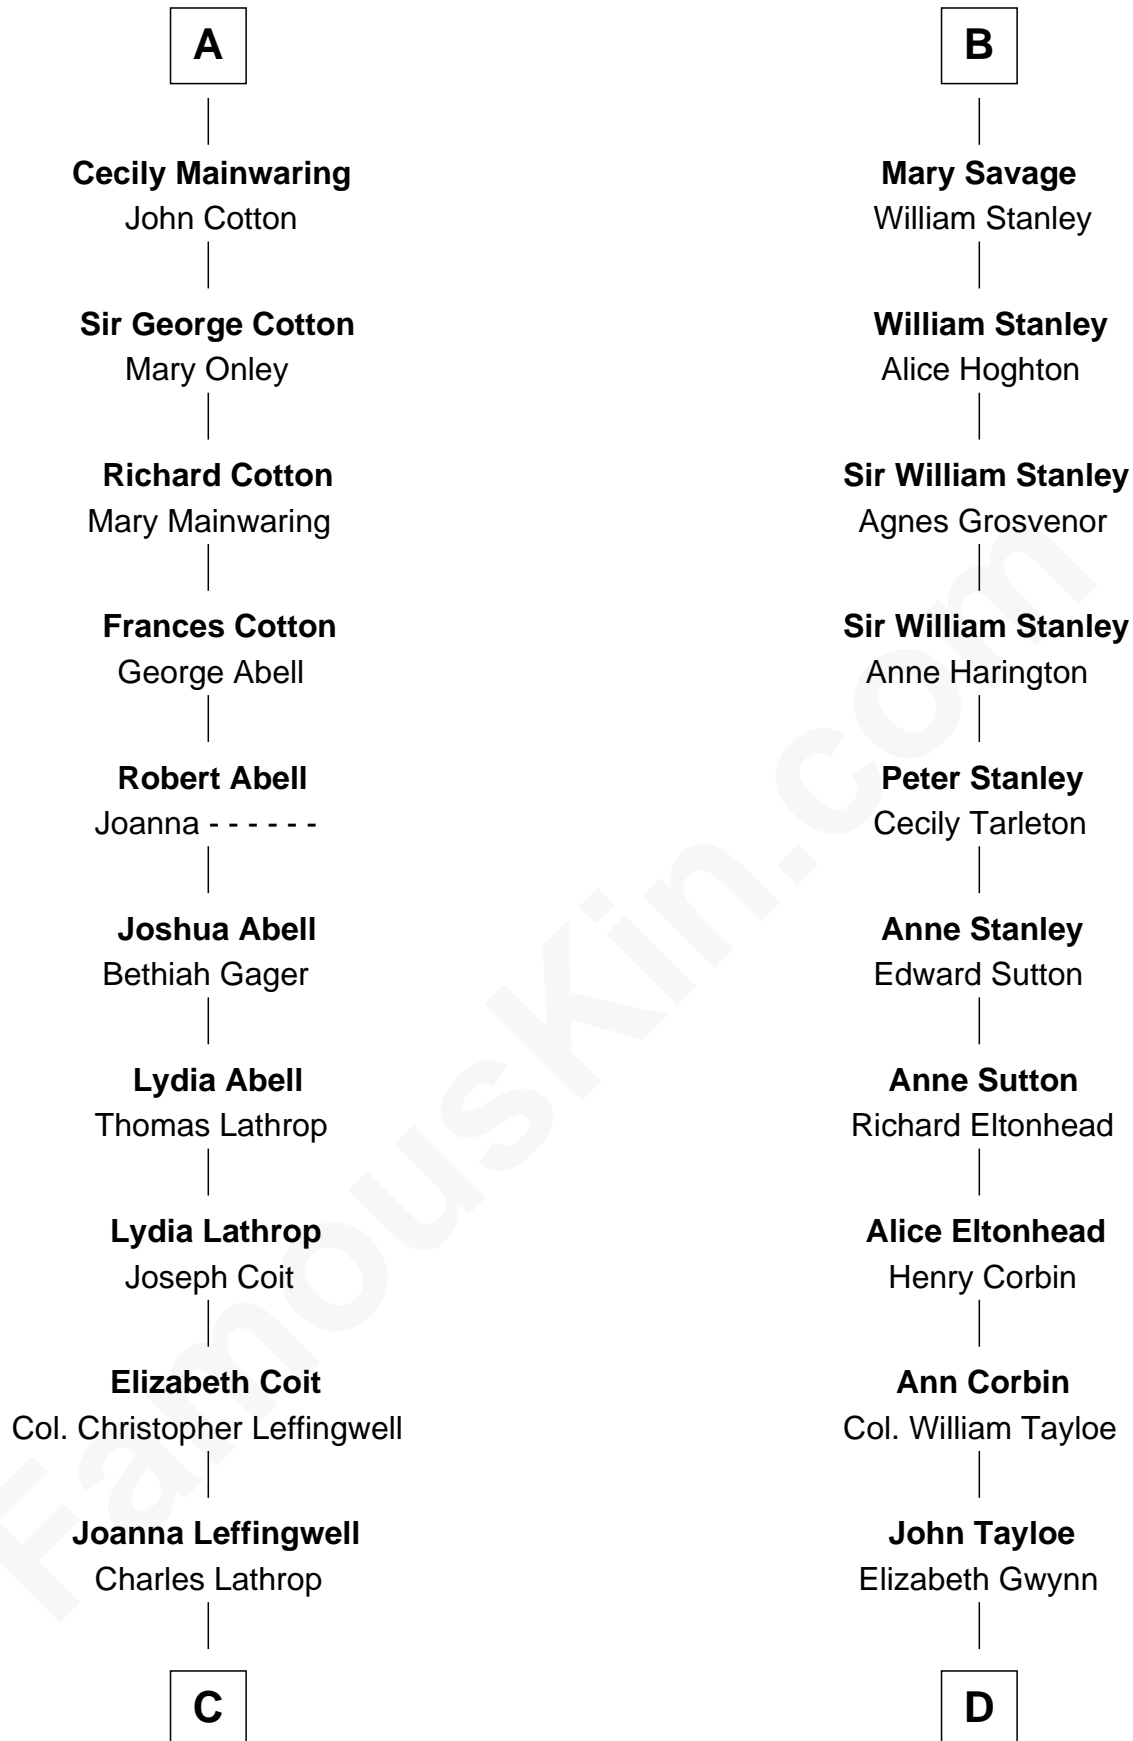 A
Cecily Mainwaring
John Cotton
Sir George Cotton
Mary Onley
Richard Cotton
Mary Mainwaring
Frances Cotton
George Abell
Robert Abell
Joanna - - - - - -
Joshua Abell
Bethiah Gager
Lydia Abell
Thomas Lathrop
Lydia Lathrop
Joseph Coit
Elizabeth Coit
Col. Christopher Leffingwell
Joanna Leffingwell
Charles Lathrop
C
B
Mary Savage
William Stanley
William Stanley
Alice Hoghton
Sir William Stanley
Agnes Grosvenor
Sir William Stanley
Anne Harington
Peter Stanley
Cecily Tarleton
Anne Stanley
Edward Sutton
Anne Sutton
Richard Eltonhead
Alice Eltonhead
Henry Corbin
Ann Corbin
Col. William Tayloe
John Tayloe
Elizabeth Gwynn
D
FamousKin.com